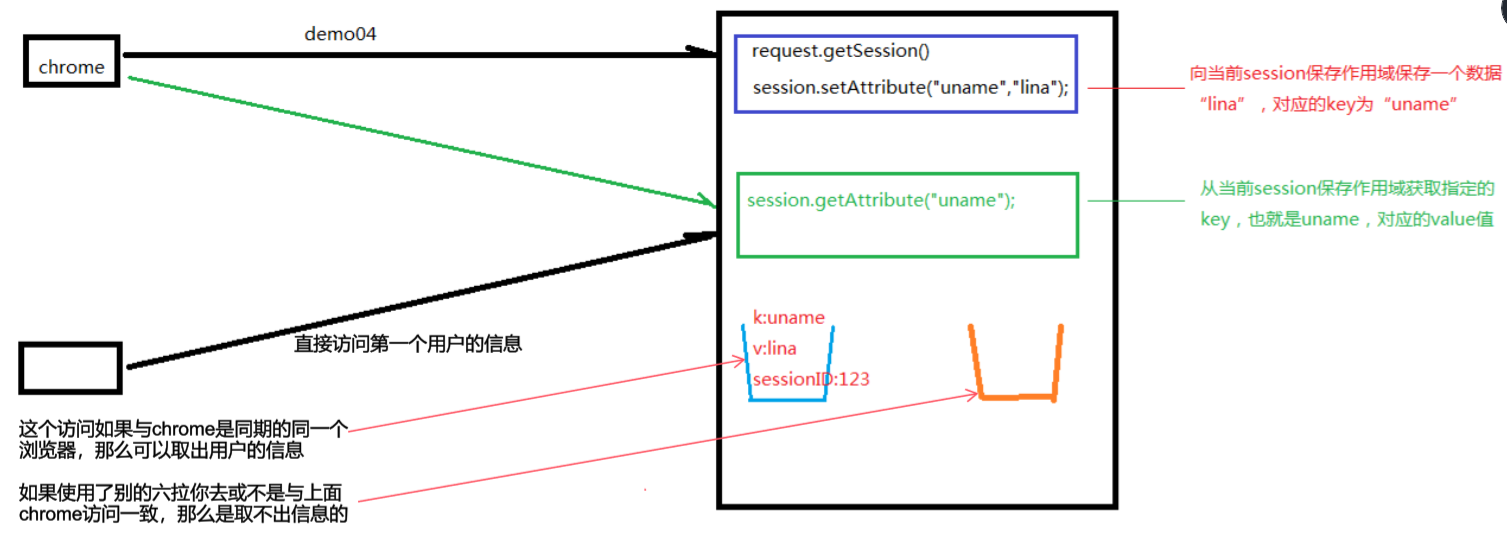 demo04
chrome
request.getSession()
session.setAttribute("uname","lina");
向当前session保存作用域保存一个数据
“lina”，对应的key为“uname”
session.getAttribute("uname");
从当前session保存作用域获取指定的
key，也就是uname，对应的value值
直接访问第一个用户的信息
k:uname
v:lina
sessionID:123
这个访问如果与chrome是同期的同一个
浏览器，那么可以取出用户的信息
如果使用了别的六拉你去或不是与上面
chrome访问一致，那么是取不出信息的